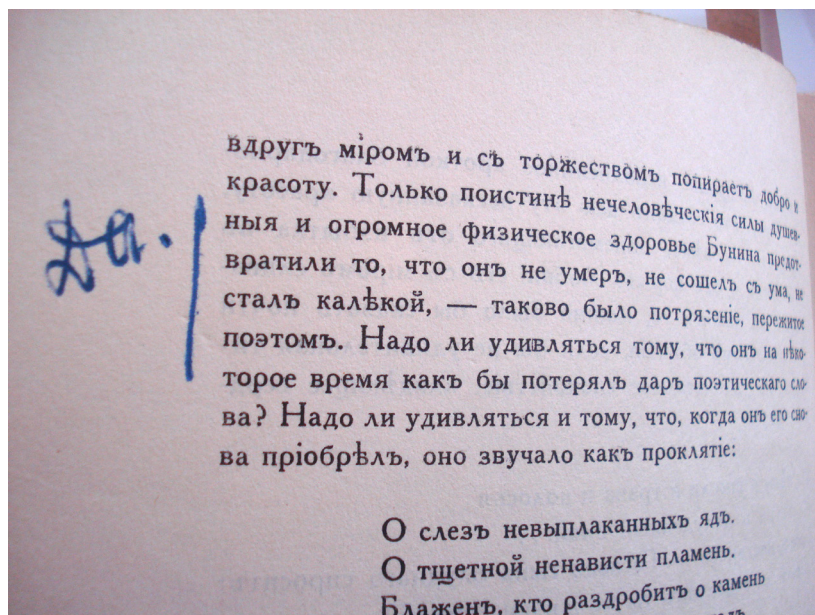 вдругъ міромъ и съ торжествомъ попираетъ добро и
красоту. Только поистинѣ нечеловѣческія силы душев-
Да.
ныя и огромное физическое здоровье Бунина предот-
вратили то, что онъ не умеръ, не сошелъ съ ума, не
сталъ калѣкой, — таково было потрясеніе, пережитое
поэтомъ. Надо ли удивляться тому, что онъ на нѣко-
торое время какъ бы потерялъ даръ поэтическаго сло-
ва? Надо ли удивляться и тому, что, когда онъ его сно-
ва пріобрѣлъ, оно звучало какъ проклятіе:
О слезъ невыплаканныхъ ядъ.
О тщетной ненависти пламень.
Блаженъ, кто раздробитъ о камень